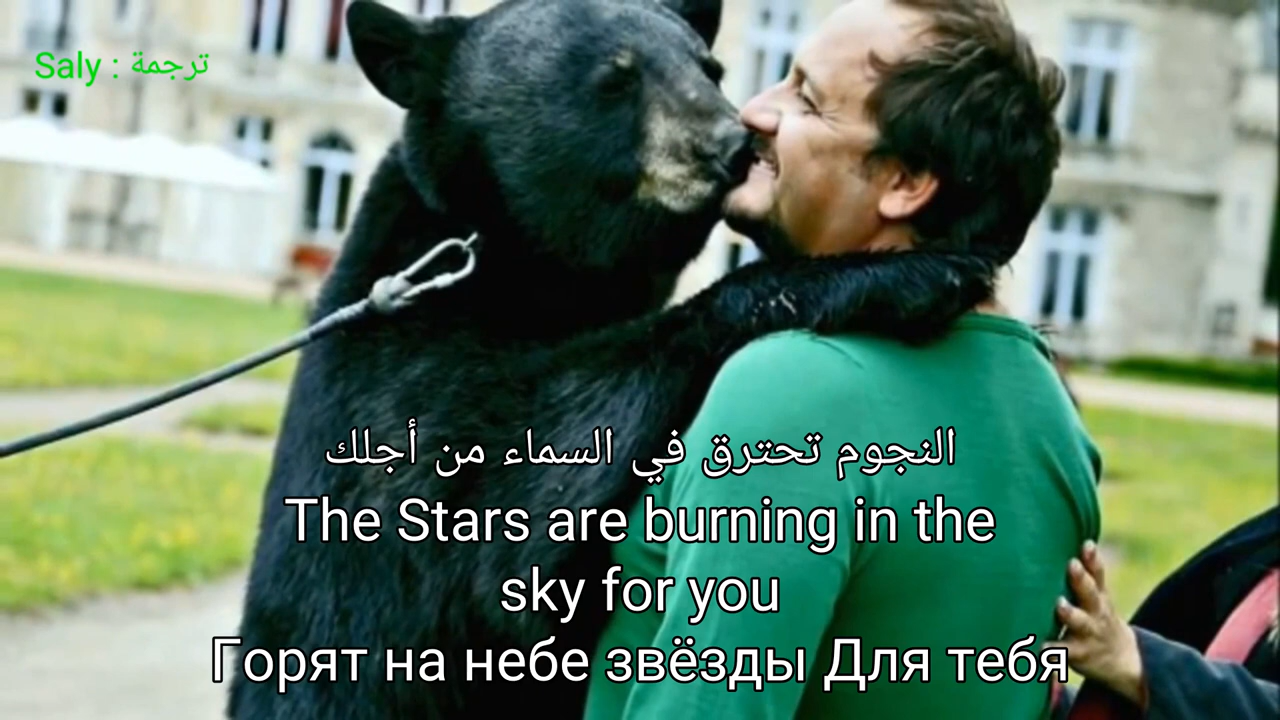 Saly : ترجمة
النجوم تحترق في السماء من أجلك
The Stars are burning in the
sky for you
Горят на небе звёзды Для тебя